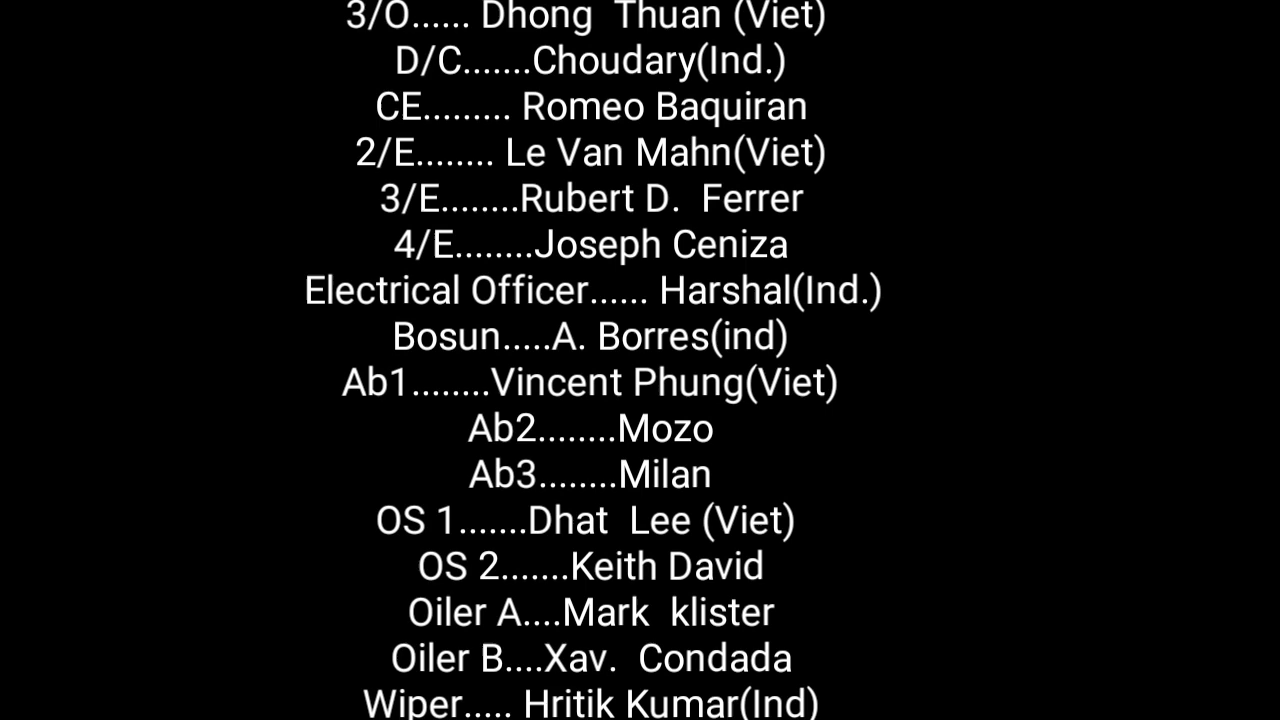 3/O...... Dhong  Thuan (Viet)
D/C.......Choudary(Ind.)
CE......... Romeo Baquiran
2/E........ Le Van Mahn(Viet)
3/E........Rubert D.  Ferrer
4/E........Joseph Ceniza
Electrical Officer...... Harshal(Ind.)
Bosun.....A. Borres(ind)
Ab1........Vincent Phung(Viet)
Ab2........Mozo
Ab3........Milan
OS 1.......Dhat  Lee (Viet)
OS 2.......Keith David
Oiler A....Mark  klister
Oiler B....Xav.  Condada
Wiper..... Hritik Kumar(Ind)